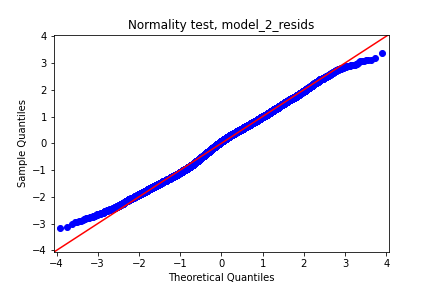 Normality test, model_2_resids
4
3
2
1
0
−1
−2
−3
−4
Sample Quantiles
−4 −3 −2 −1 0 1 2 3 4
Theoretical Quantiles